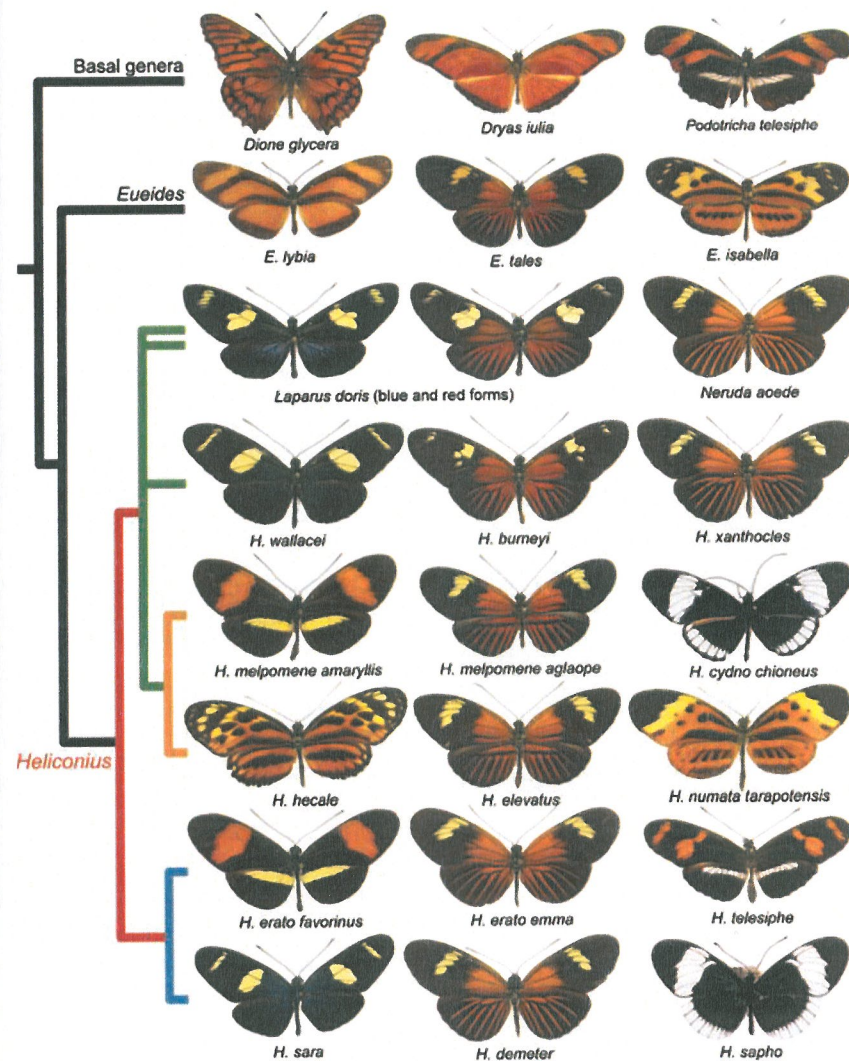 Basal genera
Dione glycera
Dryas iulia
Podotricha telesiphe
Eueides
E. lybia
E. tales
E. isabella
Laparus doris (blue and red forms)
Neruda aoede
H. wallacei
H. burneyi
H. xanthocles
H. melpomene amaryllis
H. melpomene aglaope
H. cydno chioneus
Heliconius
H. hecale
H. elevatus
H. numata tarapotensis
H. erato favorinus
H. erato emma
H. telesiphe
H. sara
H. demeter
H. sapho